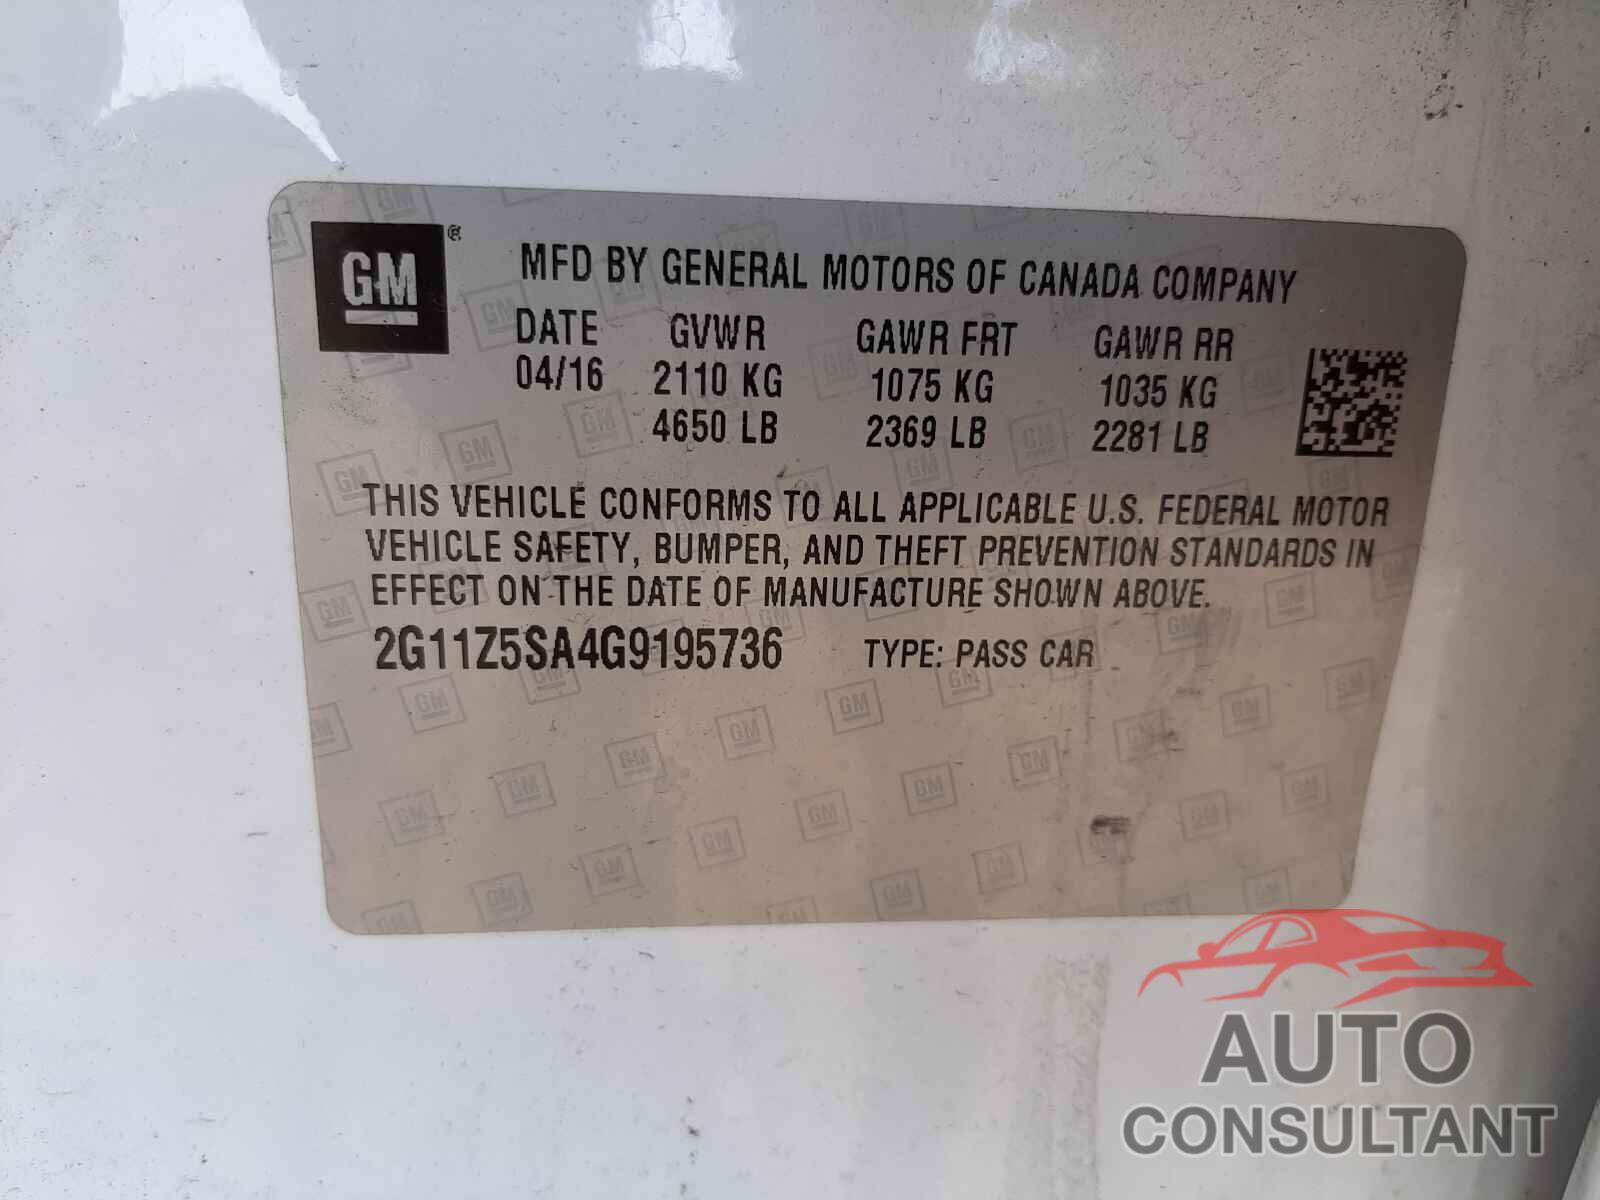 GM ®
MFD BY GENERAL MOTORS OF CANADA COMPANY
DATE GVWR GAWR FRT GAWR RR
04/16 2110 KG 1075 KG 1035 KG
4650 LB 2369 LB 2281 LB
THIS VEHICLE CONFORMS TO ALL APPLICABLE U.S. FEDERAL MOTOR
VEHICLE SAFETY, BUMPER, AND THEFT PREVENTION STANDARDS IN
EFFECT ON THE DATE OF MANUFACTURE SHOWN ABOVE.
2G11Z5SA4G9195736 TYPE: PASS CAR
AUTO
CONSULTANT